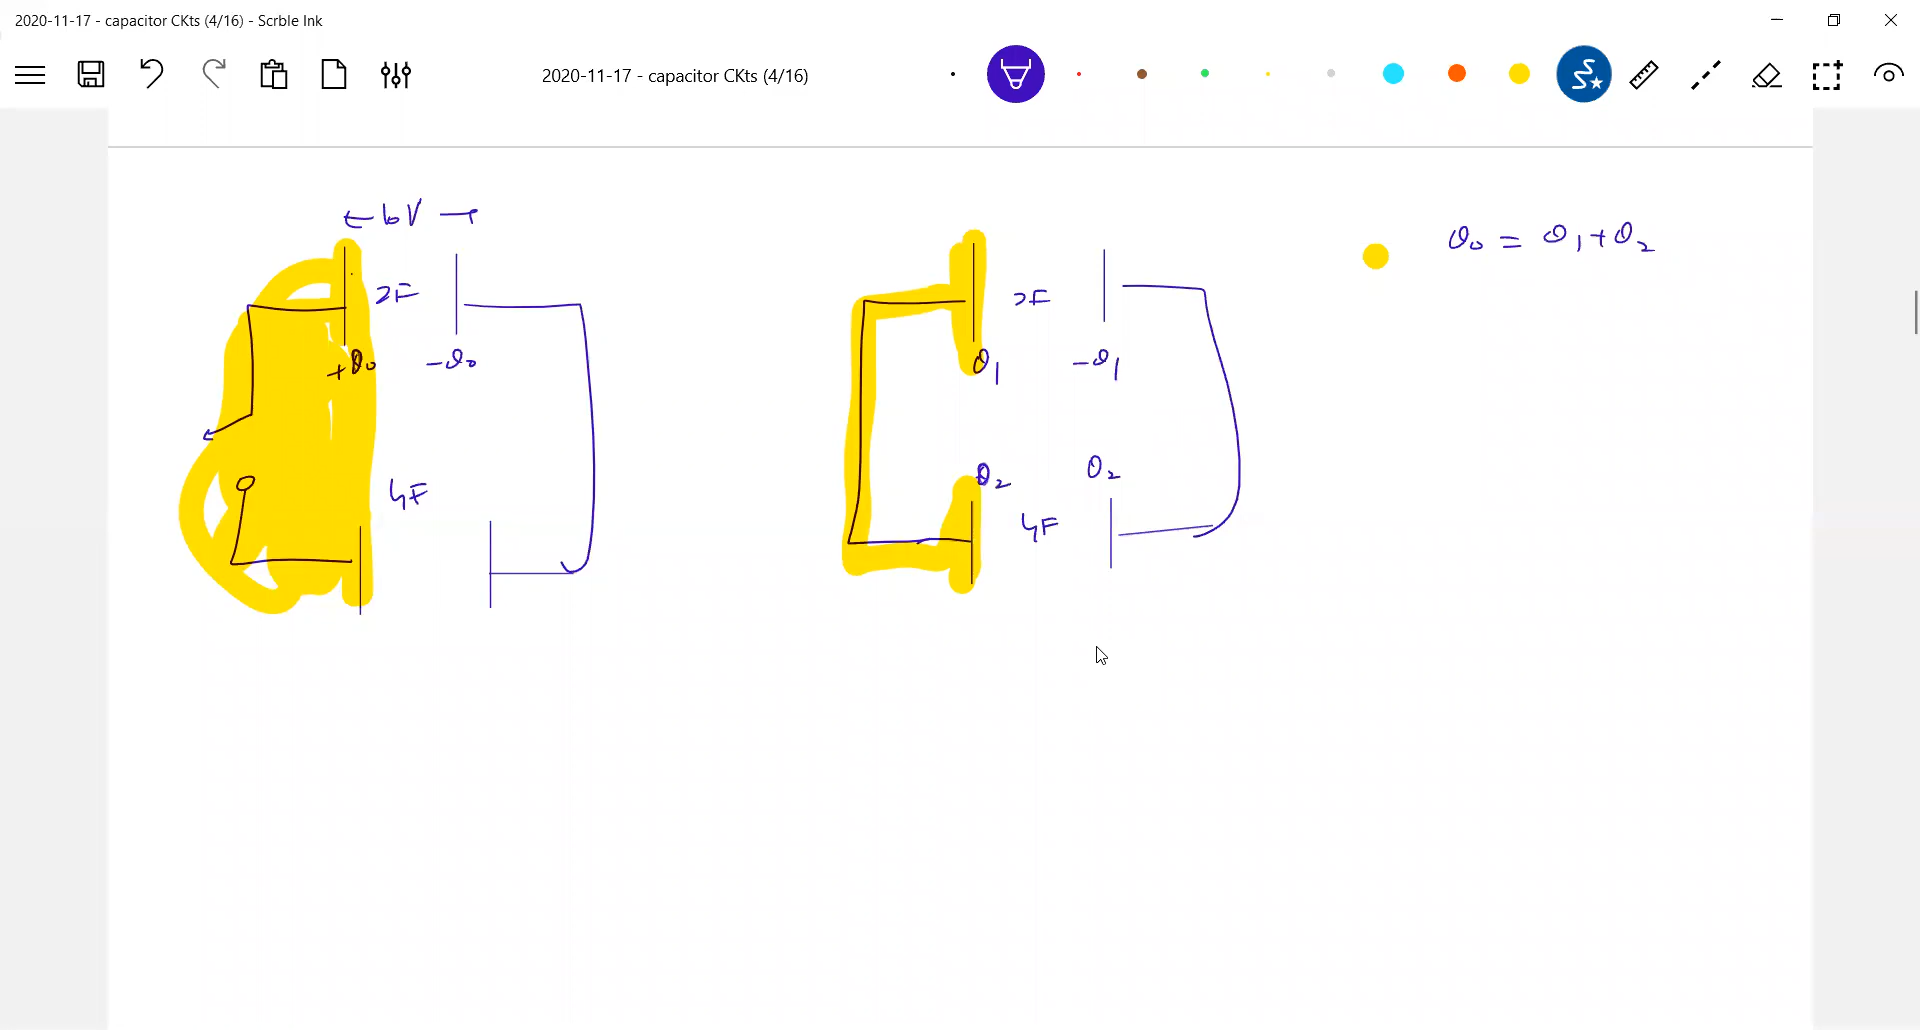 2020-11-17 - capacitor CKts (4/16) - Scrble Ink
2020-11-17 - capacitor CKts (4/16)
6V
2F
+Q₀ -Q₀
4F
2F
Q₁ -Q₁
Q₂ Q₂
4F
Q₀ = Q₁+Q₂